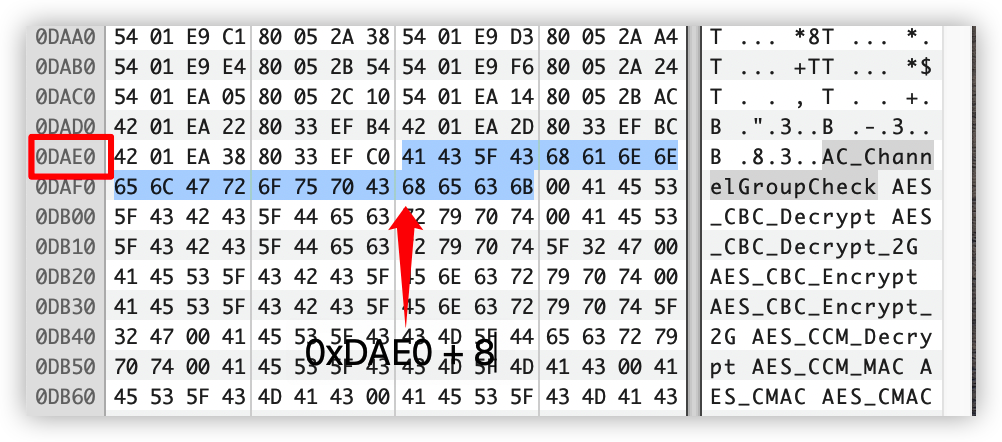 0DAA0 54 01 E9 C1 80 05 2A 38 54 01 E9 D3 80 05 2A A4 T ... *8T ... *.
0DAB0 54 01 E9 E4 80 05 2B 54 54 01 E9 F6 80 05 2A 24 T ... +TT ... *$
0DAC0 54 01 EA 05 80 05 2C 10 54 01 EA 14 80 05 2B AC T . . , T . . +.
0DAD0 42 01 EA 22 80 33 EF B4 42 01 EA 2D 80 33 EF BC B .".3..B .-.3..
0DAE0 42 01 EA 38 80 33 EF C0 41 43 5F 43 68 61 6E 6E B .8.3..AC_Chann
0DAF0 65 6C 47 72 6F 75 70 43 68 65 63 6B 00 41 45 53 elGroupCheck AES
0DB00 5F 43 42 43 5F 44 65 63 72 79 70 74 00 41 45 53 _CBC_Decrypt AES
0DB10 5F 43 42 43 5F 44 65 63 72 79 70 74 5F 32 47 00 _CBC_Decrypt_2G
0DB20 41 45 53 5F 43 42 43 5F 45 6E 63 72 79 70 74 00 AES_CBC_Encrypt
0DB30 41 45 53 5F 43 42 43 5F 45 6E 63 72 79 70 74 5F AES_CBC_Encrypt_
0DB40 32 47 00 41 45 53 5F 43 43 4D 5F 44 65 63 72 79 2G AES_CCM_Decry
0xDAE0 + 8
0DB50 70 74 00 41 45 53 5F 43 43 4D 5F 4D 41 43 00 41 pt AES_CCM_MAC A
0DB60 45 53 5F 43 4D 41 43 00 41 45 53 5F 43 4D 41 43 ES_CMAC AES_CMAC